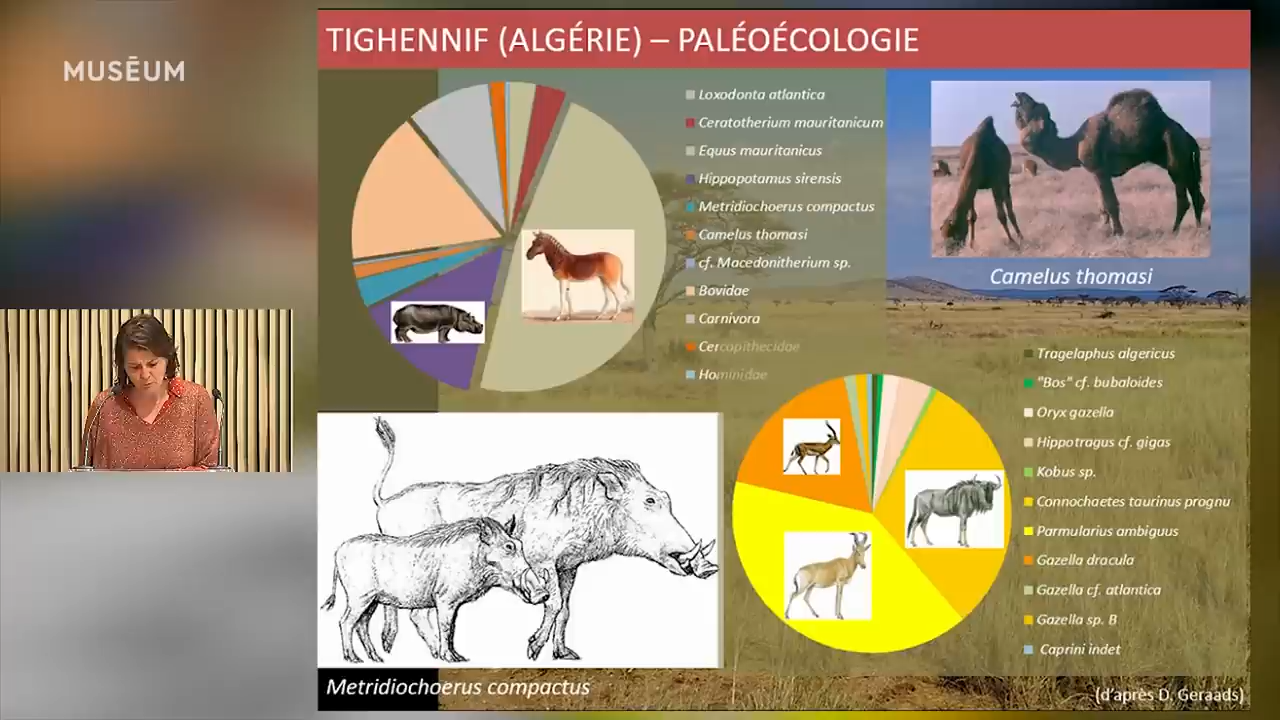 MUSĒUM
TIGHENNIF (ALGÉRIE) – PALÉOÉCOLOGIE
Loxodonta atlantica
Ceratotherium mauritanicum
Equus mauritanicus
Hippopotamus sirensis
Metridiochoerus compactus
Camelus thomasi
cf. Macedonitherium sp.
Bovidae
Carnivora
Cercopithecidae
Hominidae
Camelus thomasi
Tragelaphus algericus
"Bos" cf. bubaloides
Oryx gazella
Hippotragus cf. gigas
Kobus sp.
Connochaetes taurinus prognu
Parmularius ambiguus
Gazella dracula
Gazella cf. atlantica
Gazella sp. B
Caprini indet
Metridiochoerus compactus
(d'après D. Geraads)